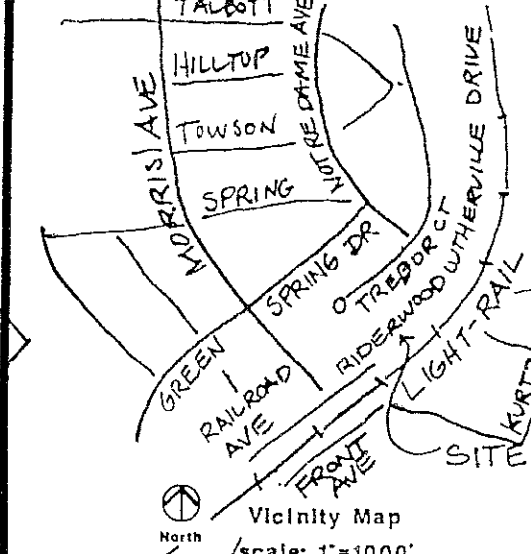 TALBOTT
HILLTOP
TOWSON
SPRING
MORRIS AVE
NOTRE DAME AVE
SPRING DR
TREBOR CT
RIDERWOOD LUTHERVILLE DRIVE
LIGHT-RAIL
GREEN
RAILROAD
AVE
FRONT
AVE
KURTZ
SITE
North
Vicinity Map
scale: 1"=1000'